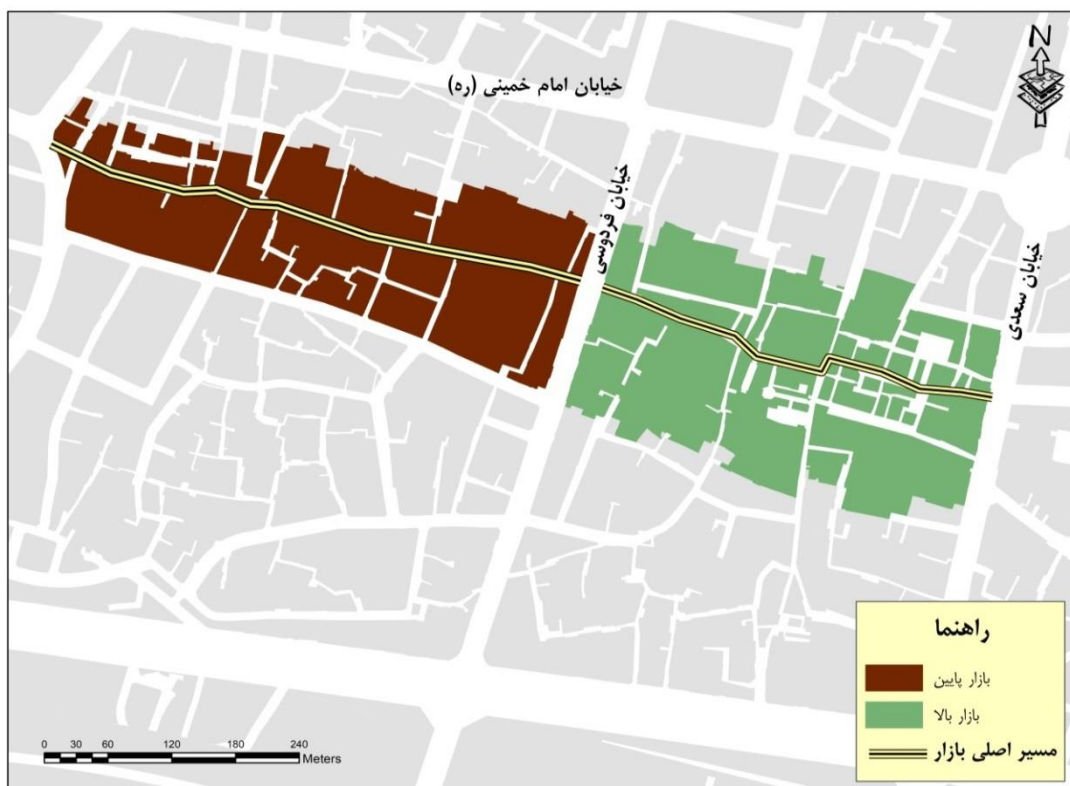 N
خیابان امام خمینی (ره)
خیابان فردوسی
خیابان سعدی
راهنما
بازار پایین
بازار بالا
مسیر اصلی بازار
0 30 60 120 180 240
Meters